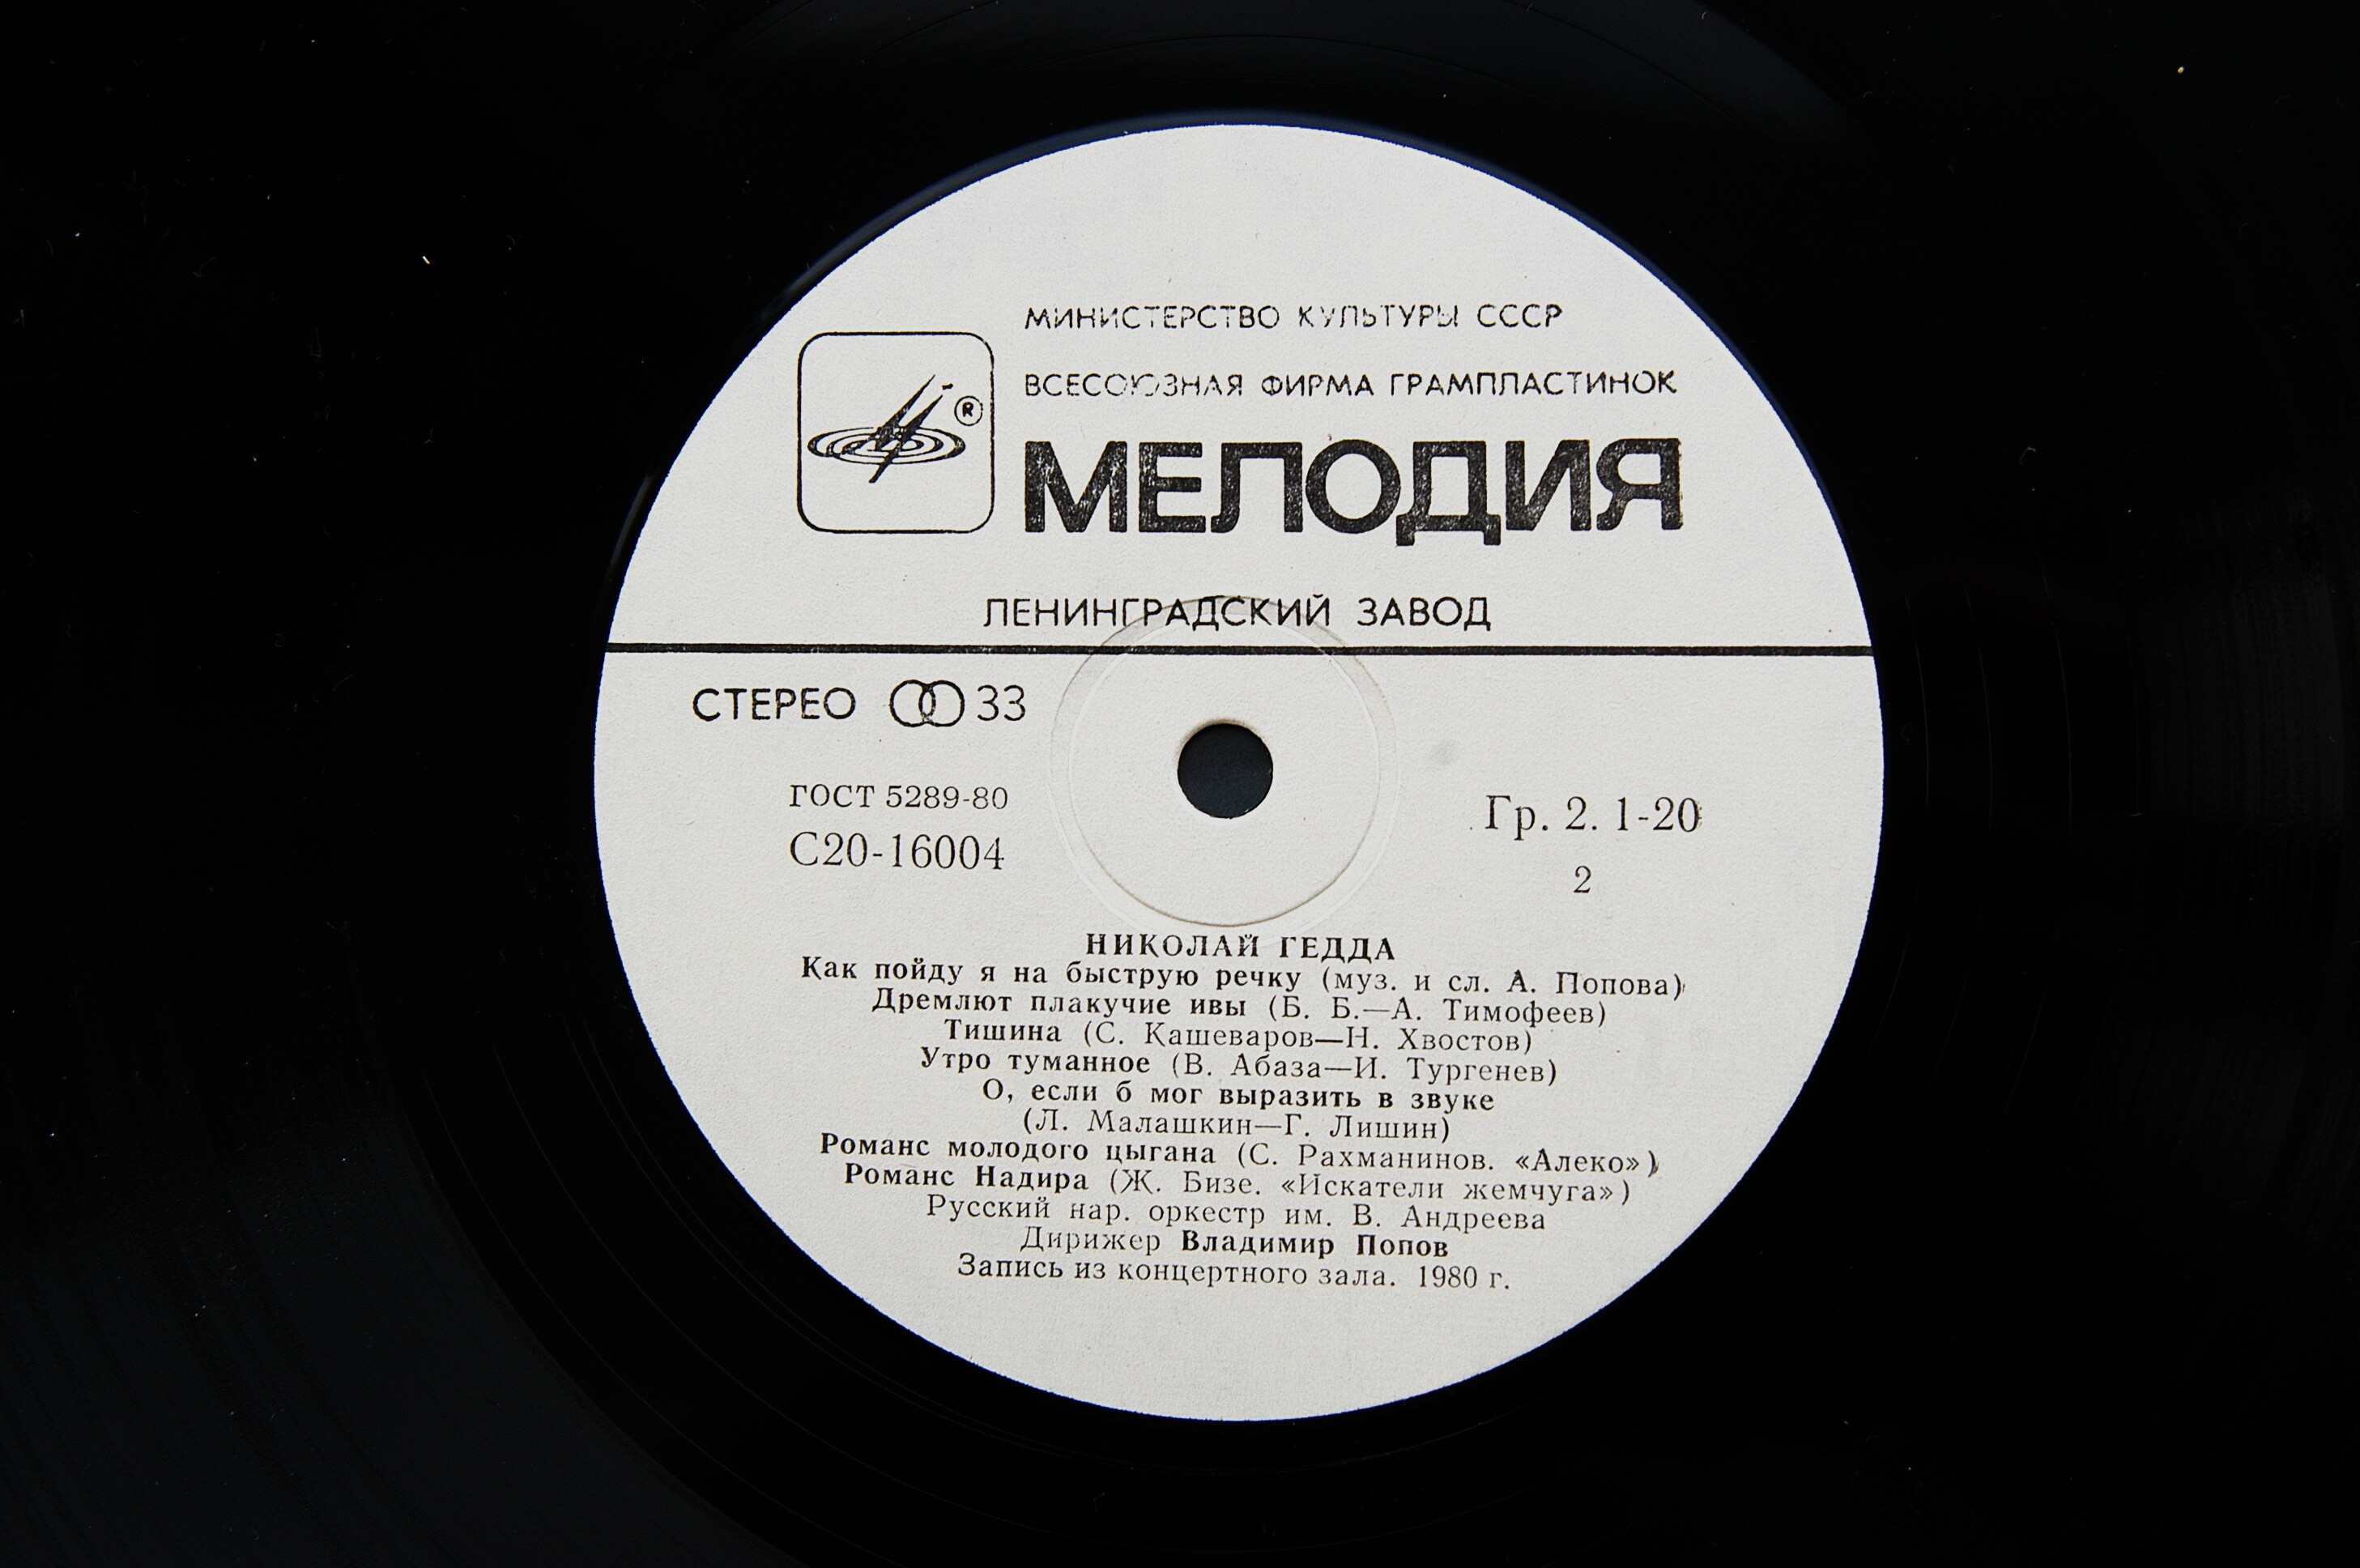 МИНИСТЕРСТВО КУЛЬТУРЫ СССР
ВСЕСОЮЗНАЯ ФИРМА ГРАМПЛАСТИНОК
®
МЕЛОДИЯ
ЛЕНИНГРАДСКИЙ ЗАВОД
СТЕРЕО 33
ГОСТ 5289-80
С20-16004
Гр. 2. 1-20
2
НИКОЛАЙ ГЕДДА
Как пойду я на быструю речку (муз. и сл. А. Попова)
Дремлют плакучие ивы (Б. Б.—А. Тимофеев)
Тишина (С. Кашеваров—Н. Хвостов)
Утро туманное (В. Абаза—И. Тургенев)
О, если б мог выразить в звуке
(Л. Малашкин—Г. Лишин)
Романс молодого цыгана (С. Рахманинов. «Алеко»)
Романс Надира (Ж. Бизе. «Искатели жемчуга»)
Русский нар. оркестр им. В. Андреева
Дирижер Владимир Попов
Запись из концертного зала. 1980 г.